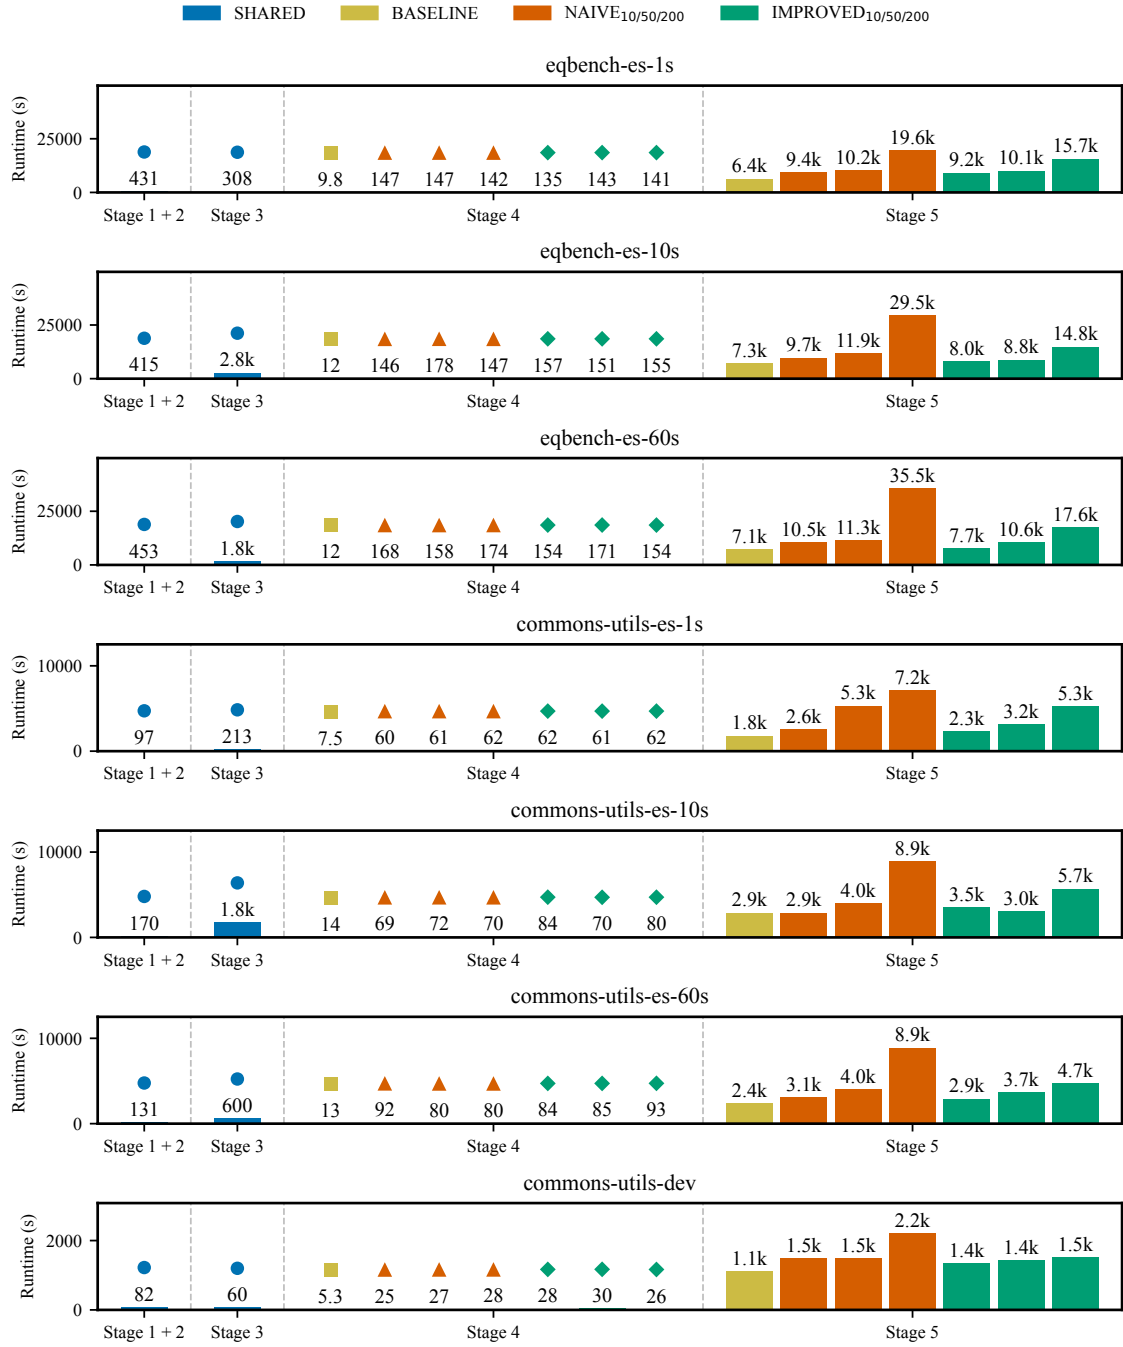 SHARED BASELINE NAIVE10/50/200 IMPROVED10/50/200
eqbench-es-1s
Runtime (s)
25000
0
431 308 9.8 147 147 142 135 143 141 6.4k 9.4k 10.2k 19.6k 9.2k 10.1k 15.7k
Stage 1 + 2 Stage 3 Stage 4 Stage 5
eqbench-es-10s
Runtime (s)
25000
0
415 2.8k 12 146 178 147 157 151 155 7.3k 9.7k 11.9k 29.5k 8.0k 8.8k 14.8k
Stage 1 + 2 Stage 3 Stage 4 Stage 5
eqbench-es-60s
Runtime (s)
25000
0
453 1.8k 12 168 158 174 154 171 154 7.1k 10.5k 11.3k 35.5k 7.7k 10.6k 17.6k
Stage 1 + 2 Stage 3 Stage 4 Stage 5
commons-utils-es-1s
Runtime (s)
10000
0
97 213 7.5 60 61 62 62 61 62 1.8k 2.6k 5.3k 7.2k 2.3k 3.2k 5.3k
Stage 1 + 2 Stage 3 Stage 4 Stage 5
commons-utils-es-10s
Runtime (s)
10000
0
170 1.8k 14 69 72 70 84 70 80 2.9k 2.9k 4.0k 8.9k 3.5k 3.0k 5.7k
Stage 1 + 2 Stage 3 Stage 4 Stage 5
commons-utils-es-60s
Runtime (s)
10000
0
131 600 13 92 80 80 84 85 93 2.4k 3.1k 4.0k 8.9k 2.9k 3.7k 4.7k
Stage 1 + 2 Stage 3 Stage 4 Stage 5
commons-utils-dev
Runtime (s)
2000
0
82 60 5.3 25 27 28 28 30 26 1.1k 1.5k 1.5k 2.2k 1.4k 1.4k 1.5k
Stage 1 + 2 Stage 3 Stage 4 Stage 5